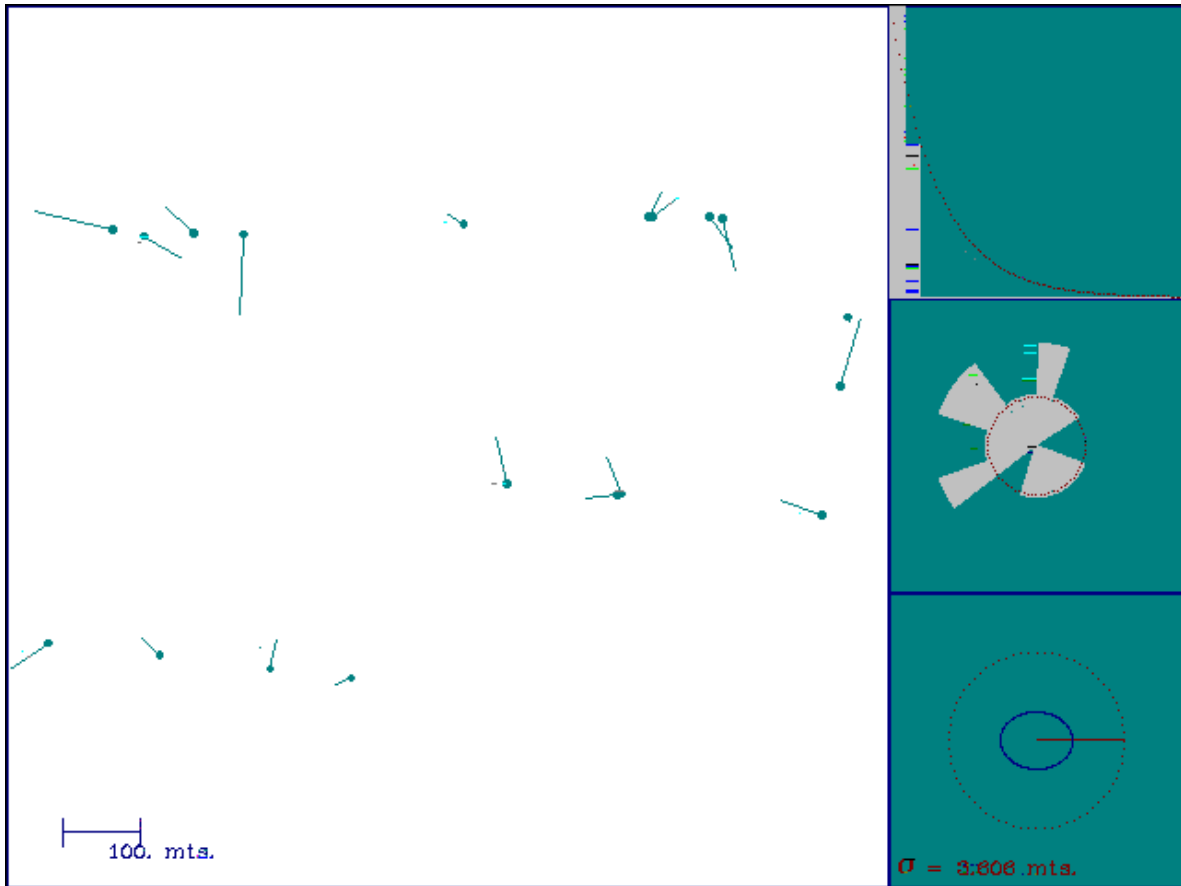 100. mts.
σ = 3.606 mts.